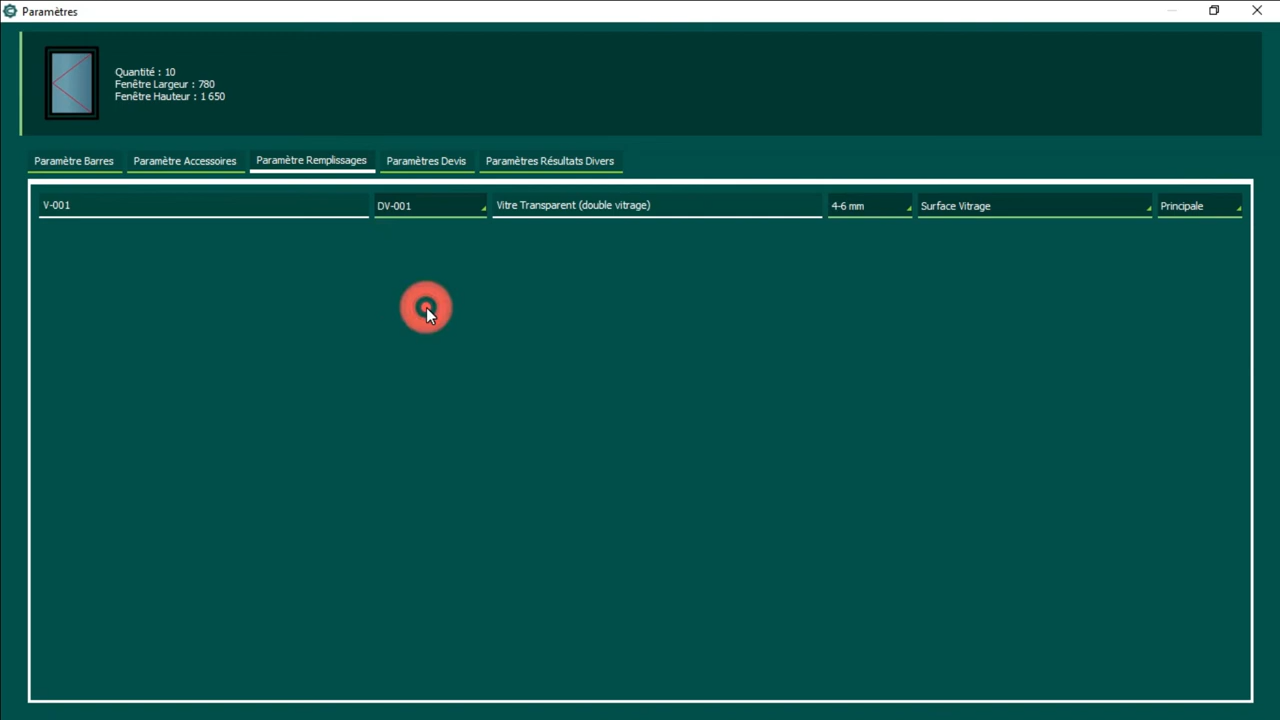 Paramètres
Quantité : 10
Fenêtre Largeur : 780
Fenêtre Hauteur : 1 650
Paramètre Barres Paramètre Accessoires Paramètre Remplissages Paramètres Devis Paramètres Résultats Divers
V-001 DV-001 Vitre Transparent (double vitrage) 4-6 mm Surface Vitrage Principale